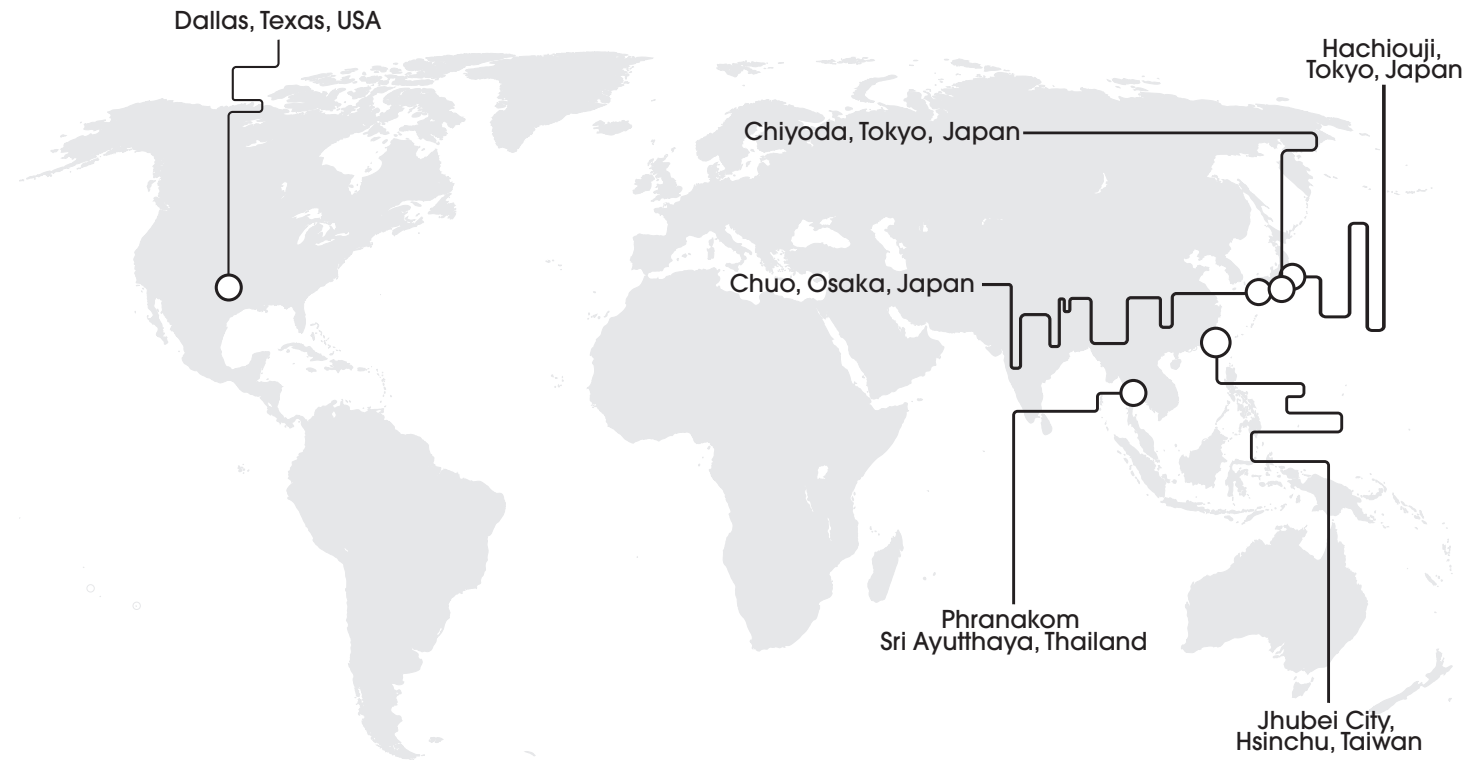 Dallas, Texas, USA
Hachiouji,
Tokyo, Japan
Chiyoda, Tokyo, Japan
Chuo, Osaka, Japan
Phranakom
Sri Ayutthaya, Thailand
Jhubei City,
Hsinchu, Taiwan